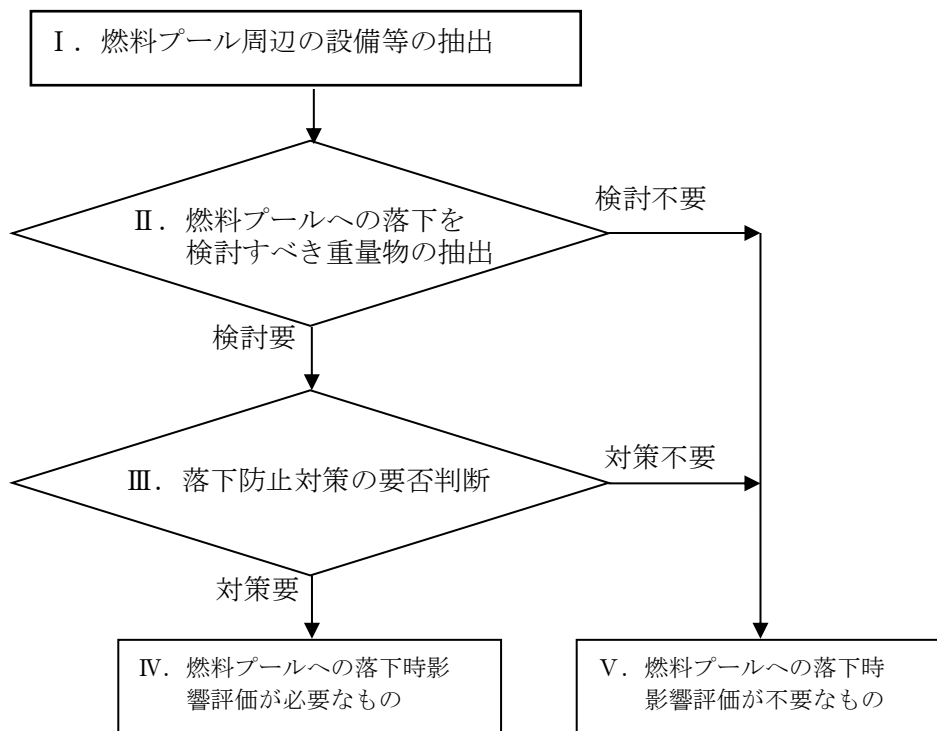 Ⅰ．燃料プール周辺の設備等の抽出
Ⅱ．燃料プールへの落下を
検討すべき重量物の抽出
検討不要
検討要
Ⅲ．落下防止対策の要否判断
対策不要
対策要
Ⅳ．燃料プールへの落下時影
響評価が必要なもの
Ⅴ．燃料プールへの落下時
影響評価が不要なもの